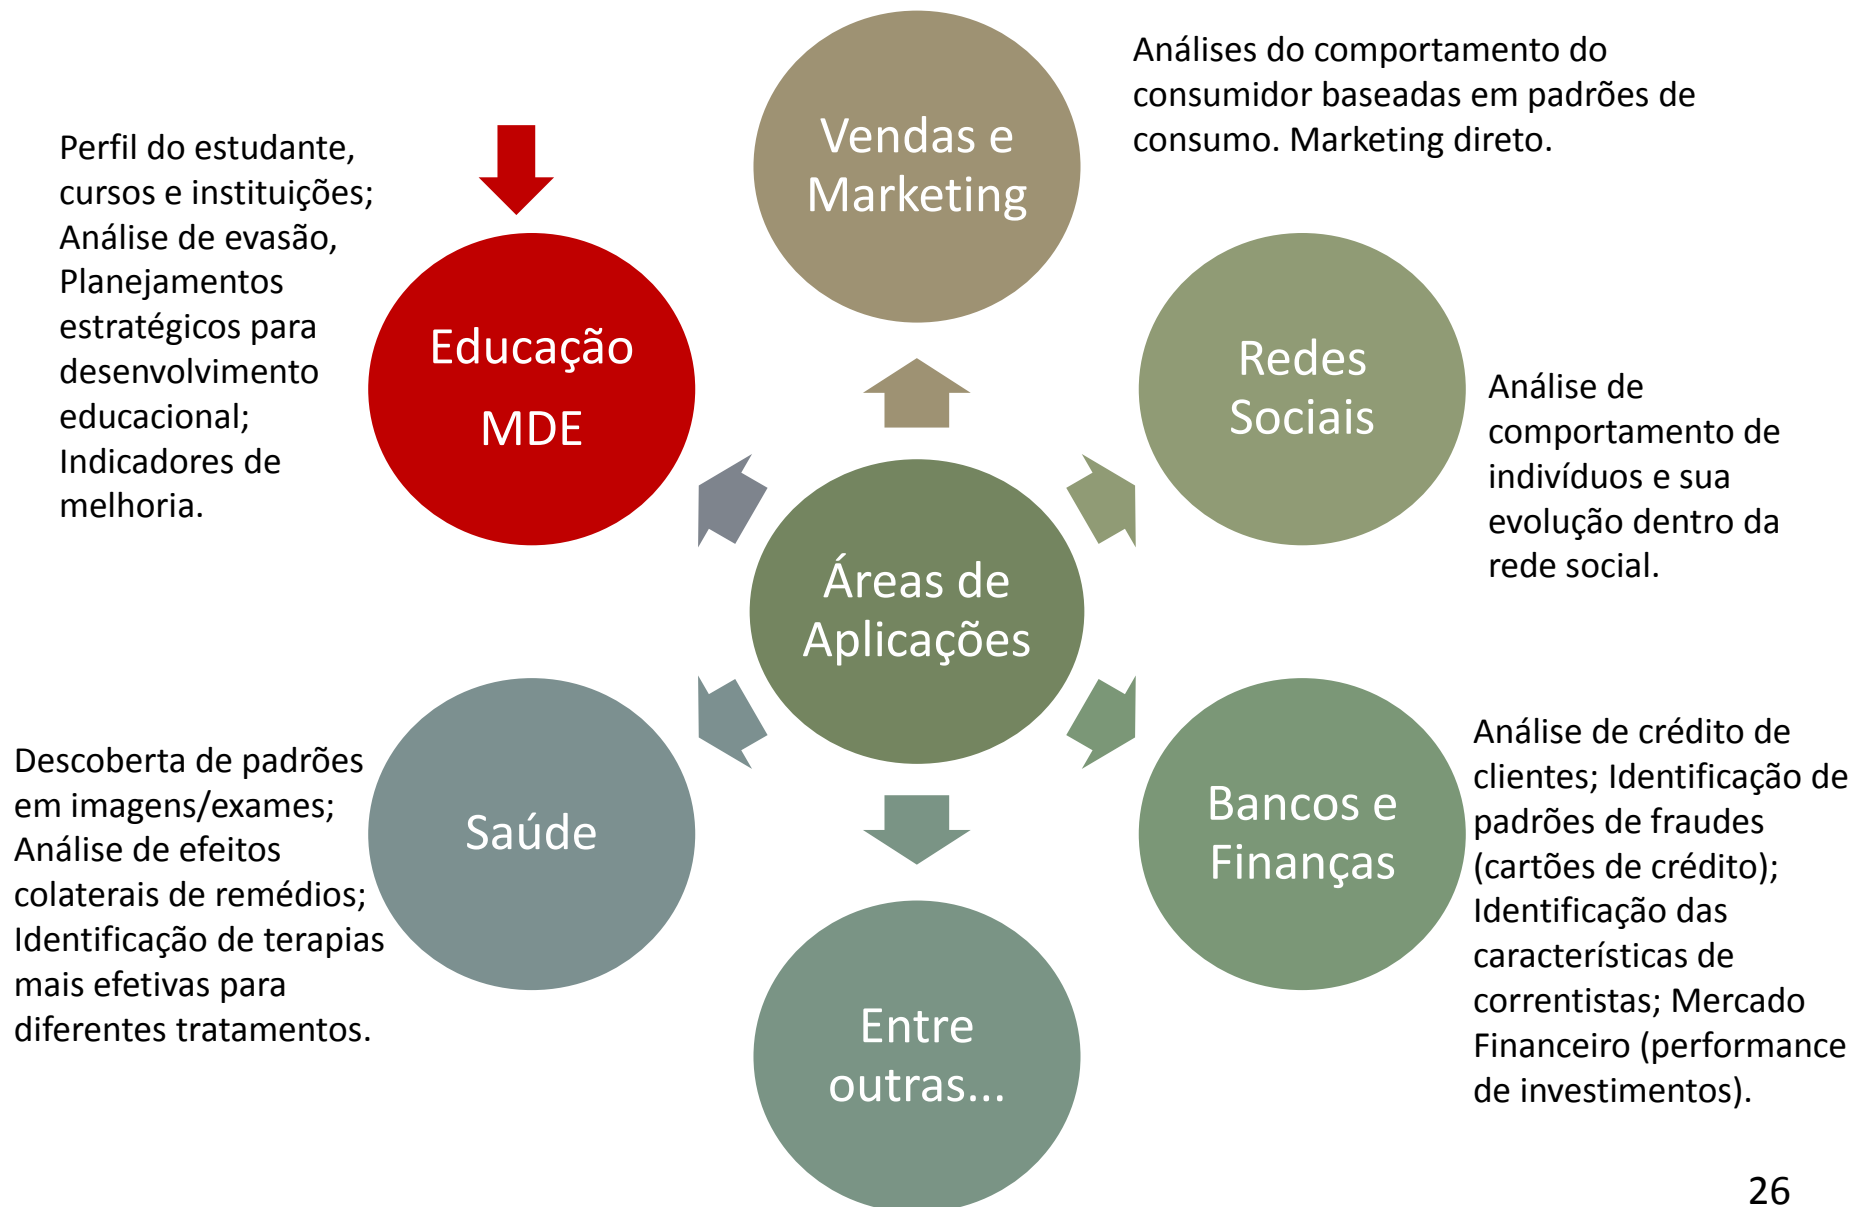 Análises do comportamento do
consumidor baseadas em padrões de
consumo. Marketing direto.
Vendas e
Marketing
Perfil do estudante,
cursos e instituições;
Análise de evasão,
Planejamentos
estratégicos para
desenvolvimento
educacional;
Indicadores de
melhoria.
Educação
MDE
Redes
Sociais
Análise de
comportamento de
indivíduos e sua
evolução dentro da
rede social.
Áreas de
Aplicações
Descoberta de padrões
em imagens/exames;
Análise de efeitos
colaterais de remédios;
Identificação de terapias
mais efetivas para
diferentes tratamentos.
Saúde
Bancos e
Finanças
Análise de crédito de
clientes; Identificação de
padrões de fraudes
(cartões de crédito);
Identificação das
características de
correntistas; Mercado
Financeiro (performance
de investimentos).
Entre
outras...
26